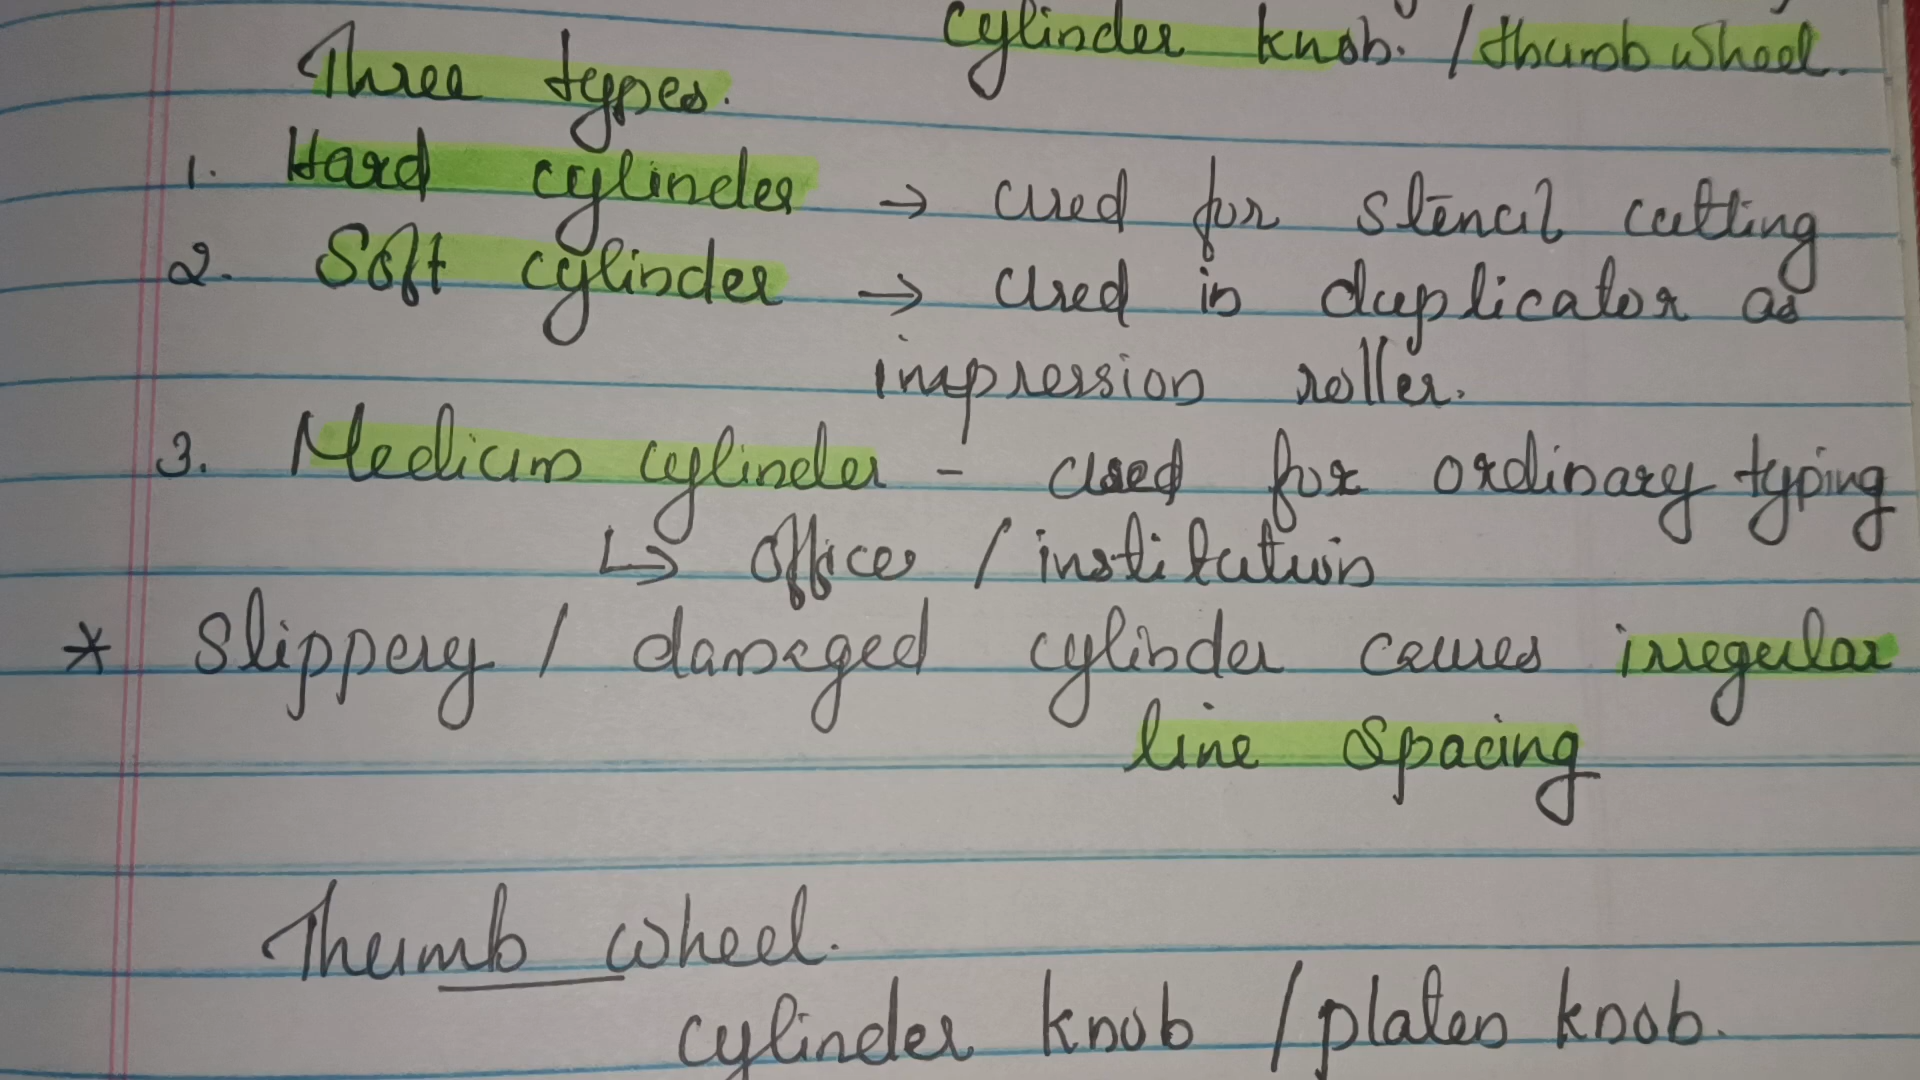 cylinder knob. / thumb wheel.
Three types.
1. Hard cylinder → used for stencil cutting
2. Soft cylinder → used in duplicator as
impression roller.
3. Medium cylinder - used for ordinary typing
↳ Offices / institution
* Slippery / damaged cylinder causes irregular
line spacing
Thumb wheel.
cylinder knob / platen knob.